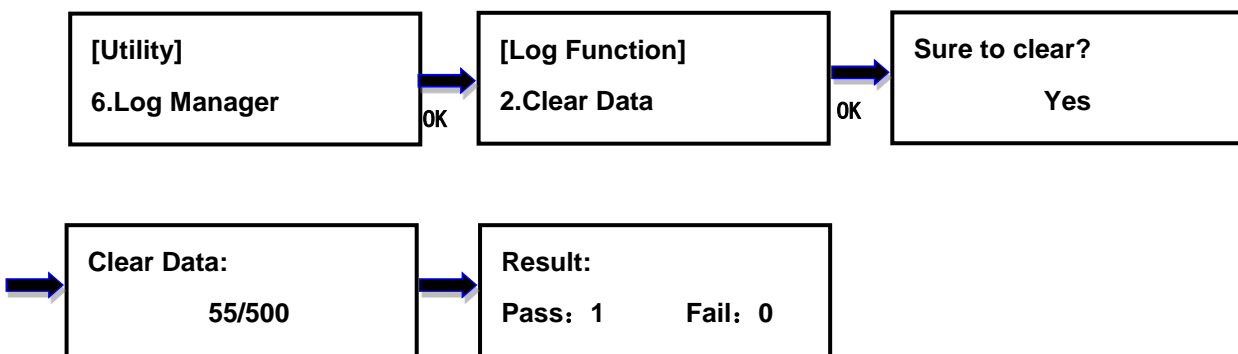 [Utility]
6.Log Manager
OK
[Log Function]
2.Clear Data
OK
Sure to clear?
Yes
Clear Data:
55/500
Result:
Pass：1 Fail：0